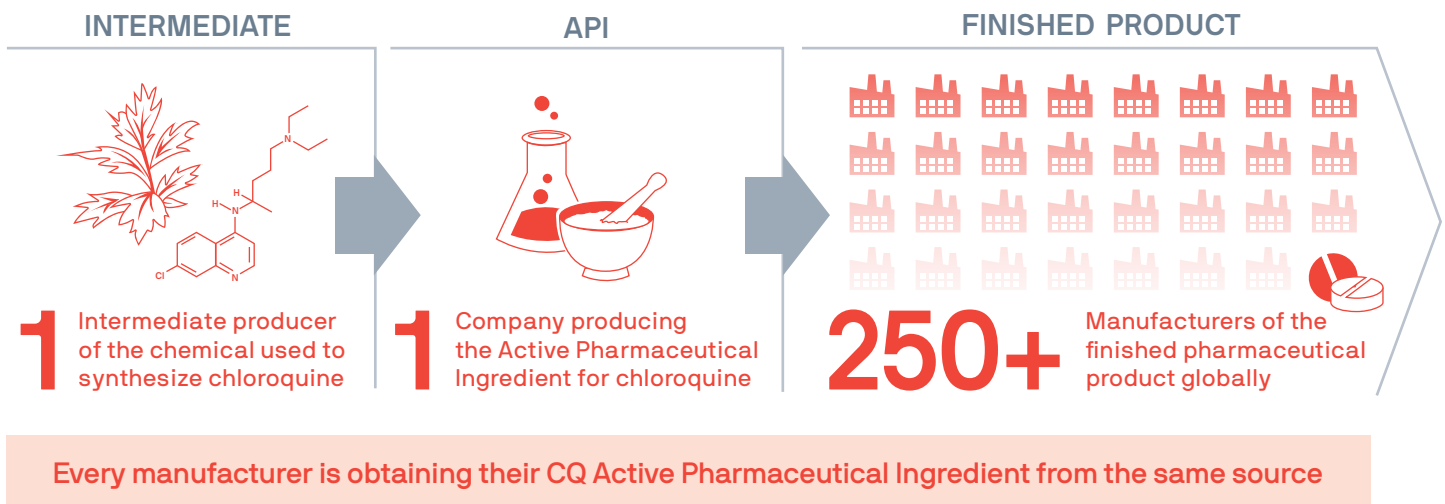 INTERMEDIATE
API
FINISHED PRODUCT
N
H
H
N
Cl
N
1
Intermediate producer
of the chemical used to
synthesize chloroquine
1
Company producing
the Active Pharmaceutical
Ingredient for chloroquine
250+
Manufacturers of the
finished pharmaceutical
product globally
Every manufacturer is obtaining their CQ Active Pharmaceutical Ingredient from the same source